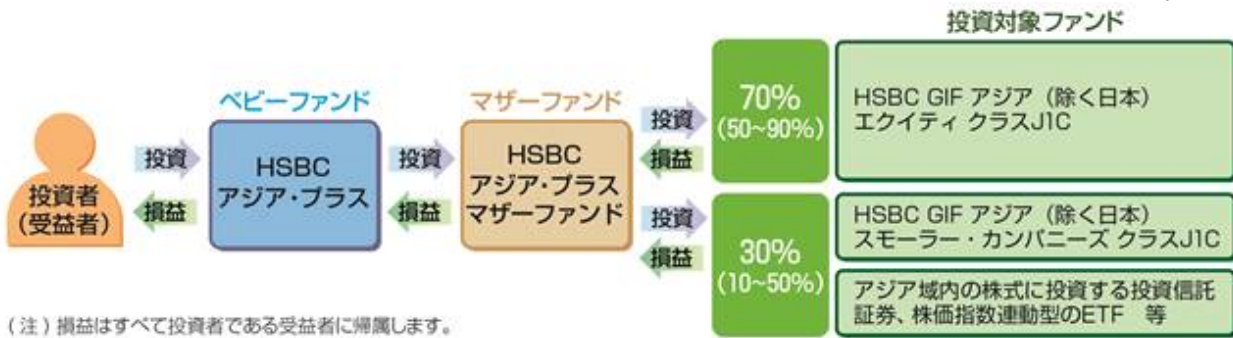 投資対象ファンド
ベビーファンド
マザーファンド
投資者
(受益者)
投資
損益
HSBC
アジア・プラス
投資
損益
HSBC
アジア・プラス
マザーファンド
投資
損益
投資
損益
70%
(50~90%)
HSBC GIF アジア（除く日本）
エクイティ クラスJ1C
30%
(10~50%)
HSBC GIF アジア（除く日本）
スモーラー・カンパニーズ クラスJ1C
アジア域内の株式に投資する投資信託
証券、株価指数連動型のETF　等
(注) 損益はすべて投資者である受益者に帰属します。